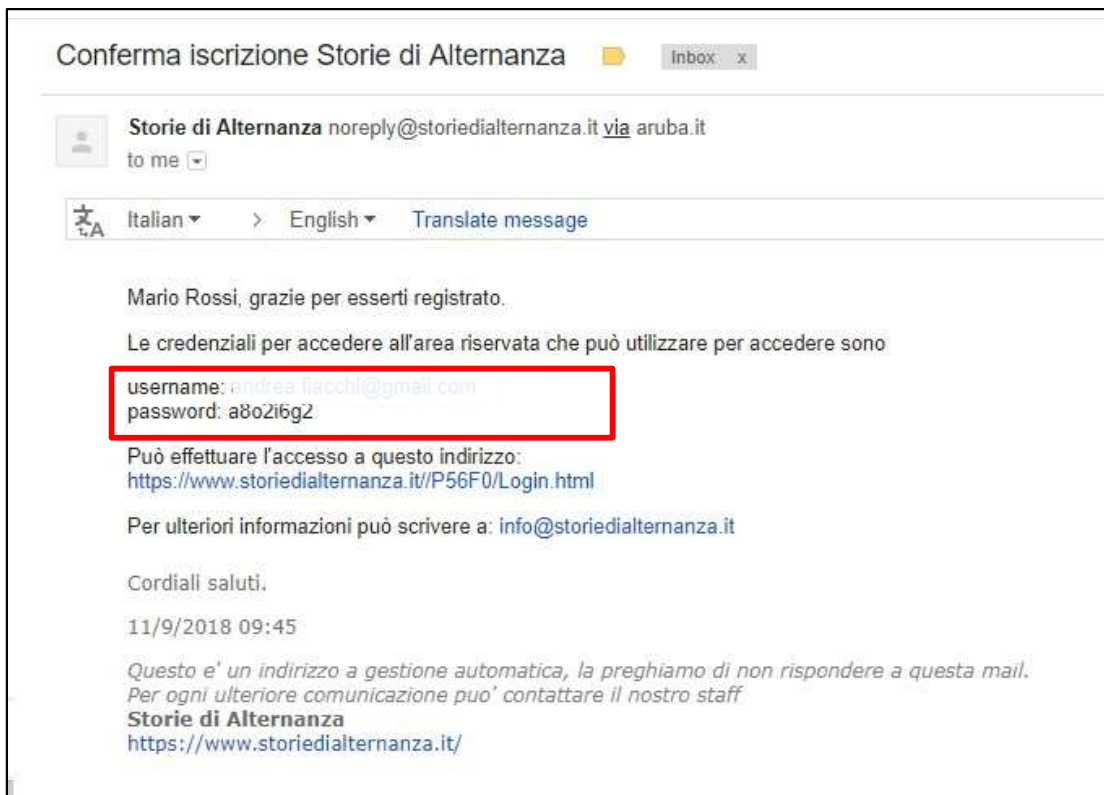 Conferma iscrizione Storie di Alternanza Inbox x
Storie di Alternanza noreply@storiedialternanza.it via aruba.it
to me
Italian > English Translate message
Mario Rossi, grazie per esserti registrato.
Le credenziali per accedere all'area riservata che può utilizzare per accedere sono
username:
password: a8o2i6g2
Può effettuare l'accesso a questo indirizzo:
https://www.storiedialternanza.it//P56F0/Login.html
Per ulteriori informazioni può scrivere a: info@storiedialternanza.it
Cordiali saluti.
11/9/2018 09:45
Questo e' un indirizzo a gestione automatica, la preghiamo di non rispondere a questa mail.
Per ogni ulteriore comunicazione puo' contattare il nostro staff
Storie di Alternanza
https://www.storiedialternanza.it/